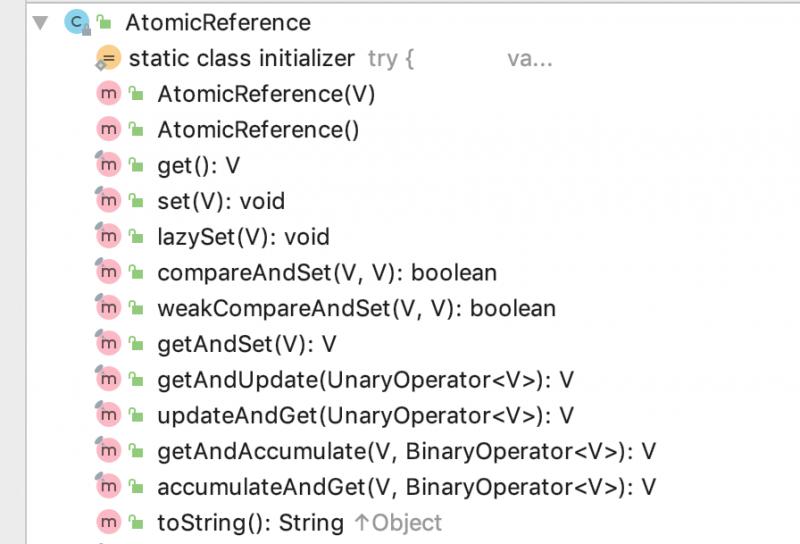 AtomicReference
static class initializer try { va...
AtomicReference(V)
AtomicReference()
get(): V
set(V): void
lazySet(V): void
compareAndSet(V, V): boolean
weakCompareAndSet(V, V): boolean
getAndSet(V): V
getAndUpdate(UnaryOperator<V>): V
updateAndGet(UnaryOperator<V>): V
getAndAccumulate(V, BinaryOperator<V>): V
accumulateAndGet(V, BinaryOperator<V>): V
toString(): String ↑Object